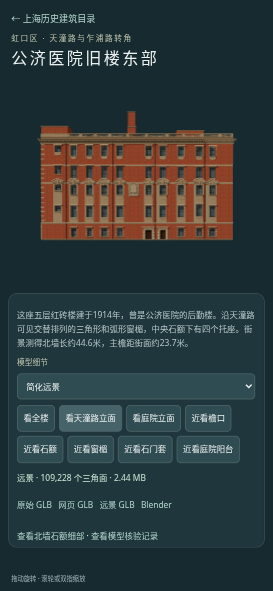 ← 上海历史建筑目录
虹口区 · 天潼路与乍浦路转角
公济医院旧楼东部
这座五层红砖楼建于1914年，曾是公济医院的后勤楼。沿天潼路
可见交替排列的三角形和弧形窗楣，中央石额下有四个托座。街
景测得北墙长约44.6米，主檐距街面约23.7米。
模型细节
简化远景
看全楼 看天潼路立面 看庭院立面 近看檐口
近看石额 近看窗楣 近看石门套 近看庭院阳台
远景 · 109,228 个三角面 · 2.44 MB
原始 GLB 网页 GLB 远景 GLB Blender
查看北墙石额细部 · 查看模型核验记录
拖动旋转 · 滚轮或双指缩放